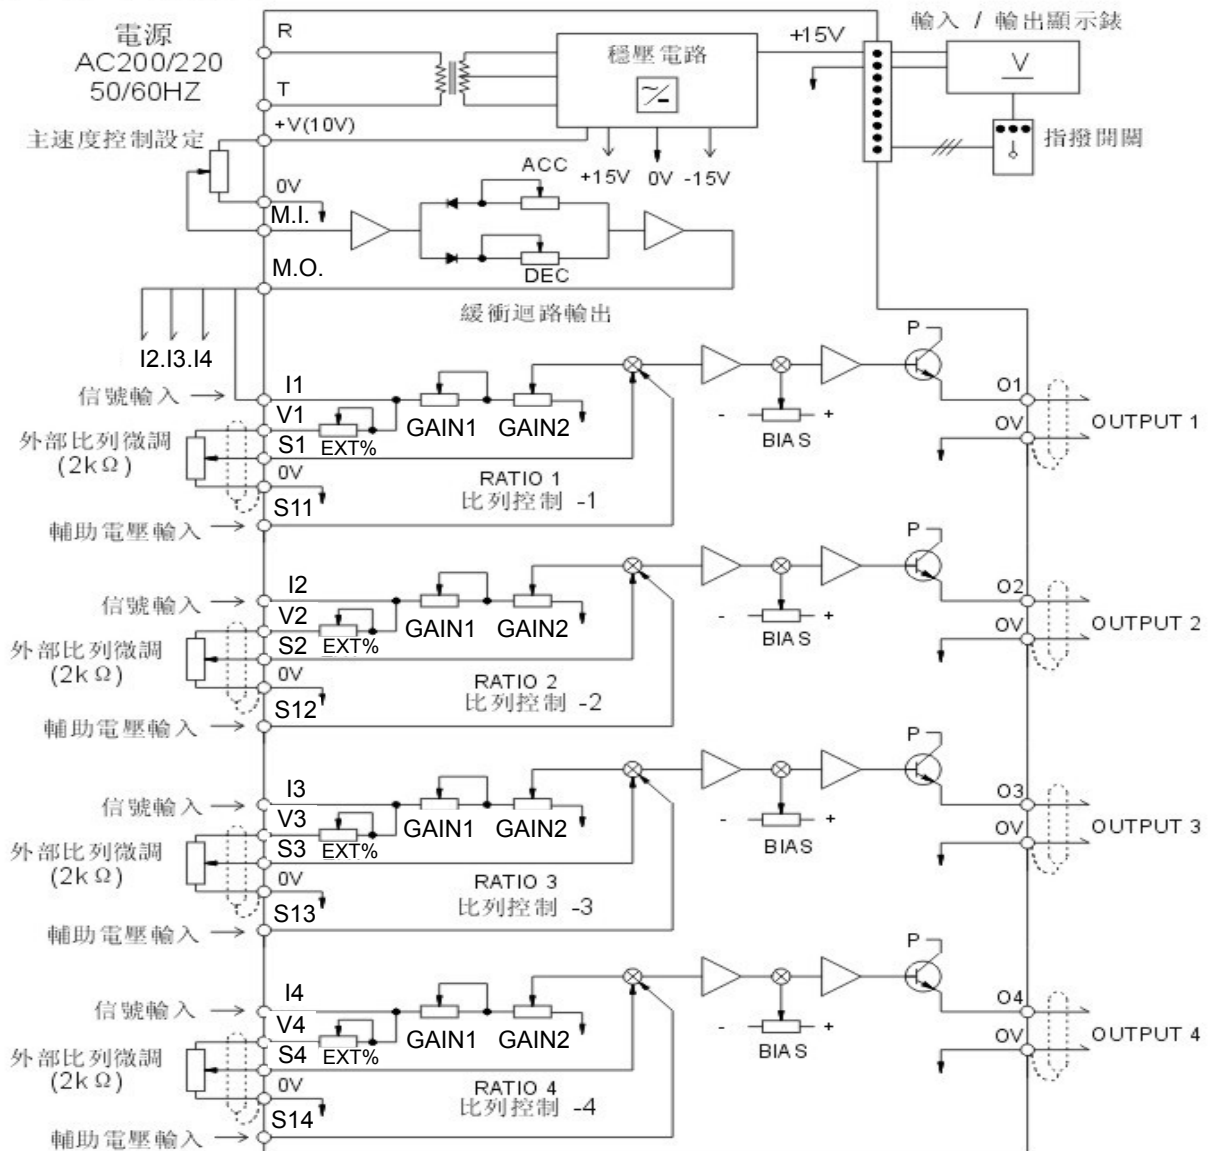 電源
AC200/220
50/60HZ
R
T
穩壓電路
+15V
輸入 / 輸出顯示錶
V
指撥開關
+V(10V)
主速度控制設定
+15V
0V
-15V
0V
M.I.
ACC
DEC
M.O.
緩衝迴路輸出
I2.I3.I4
信號輸入
I1
V1
S1
外部比列微調
(2kΩ)
0V
S11
輔助電壓輸入
EXT%
GAIN1
GAIN2
RATIO 1
比列控制 -1
-
+
BIAS
P
O1
0V
OUTPUT 1
信號輸入
I2
V2
S2
外部比列微調
(2kΩ)
0V
S12
輔助電壓輸入
EXT%
GAIN1
GAIN2
RATIO 2
比列控制 -2
-
+
BIAS
P
O2
0V
OUTPUT 2
信號輸入
I3
V3
S3
外部比列微調
(2kΩ)
0V
S13
輔助電壓輸入
EXT%
GAIN1
GAIN2
RATIO 3
比列控制 -3
-
+
BIAS
P
O3
0V
OUTPUT 3
信號輸入
I4
V4
S4
外部比列微調
(2kΩ)
0V
S14
輔助電壓輸入
EXT%
GAIN1
GAIN2
RATIO 4
比列控制 -4
-
+
BIAS
P
O4
0V
OUTPUT 4